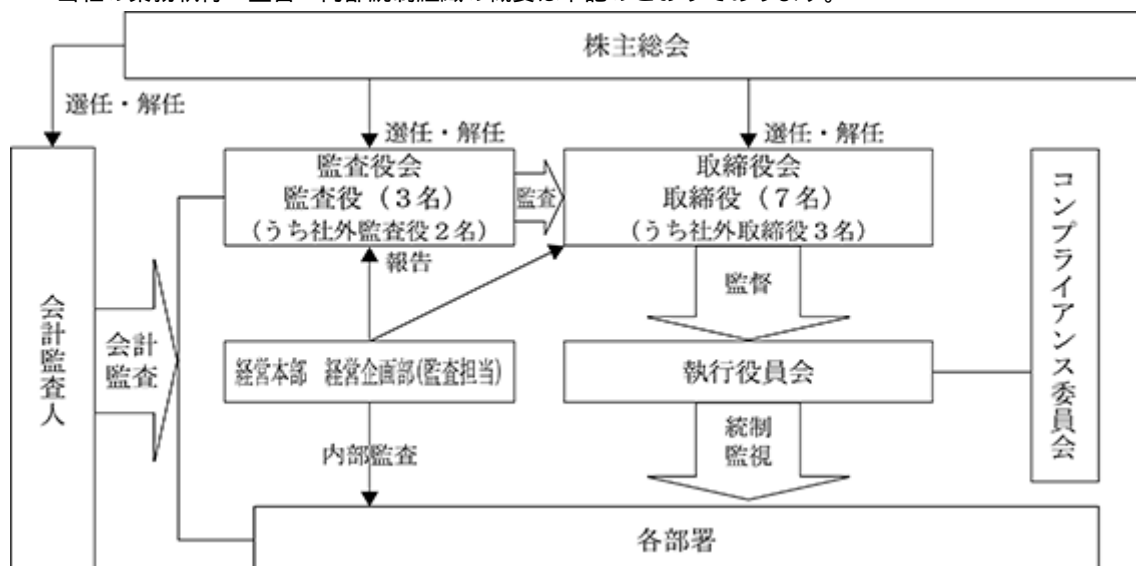 株主総会
選任・解任
選任・解任
選任・解任
監査役会
監査役（3名）
（うち社外監査役2名）
監査
取締役会
取締役（7名）
（うち社外取締役3名）
コンプライアンス委員会
報告
監督
会計監査人
会計
監査
経営本部　経営企画部(監査担当)
執行役員会
内部監査
統制
監視
各部署